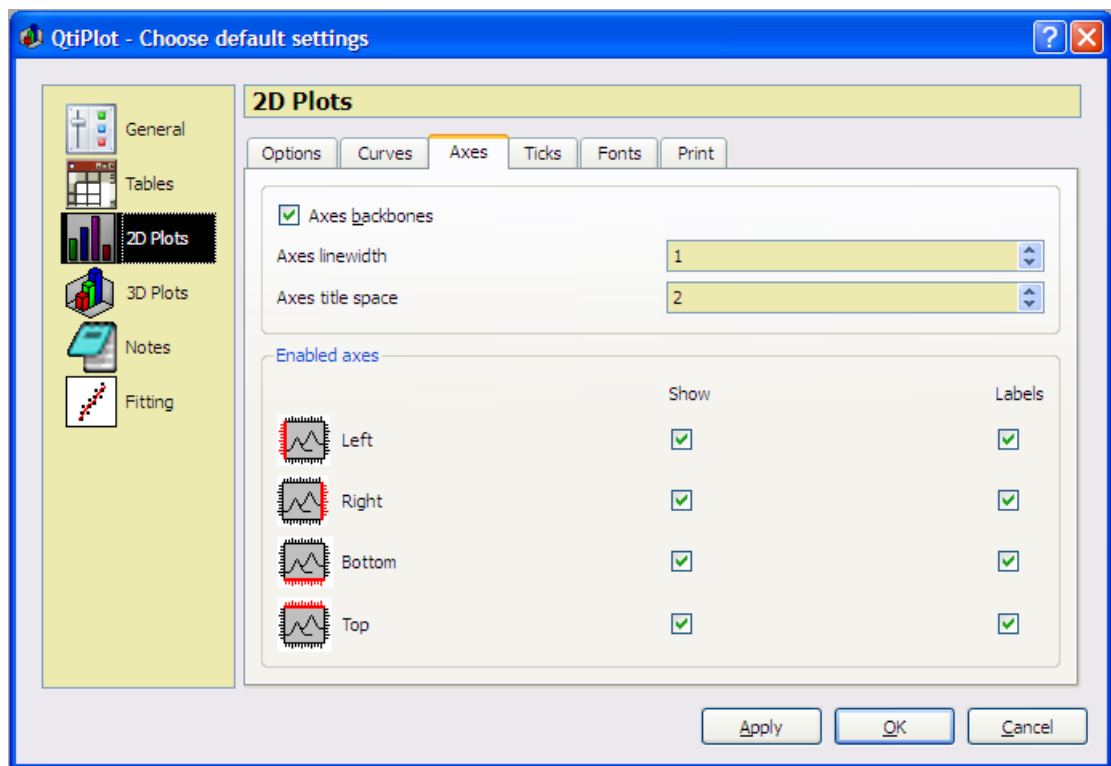 QtiPlot - Choose default settings
General
Tables
2D Plots
3D Plots
Notes
Fitting
2D Plots
Options Curves Axes Ticks Fonts Print
Axes backbones
Axes linewidth 1
Axes title space 2
Enabled axes
Show Labels
Left
Right
Bottom
Top
Apply OK Cancel